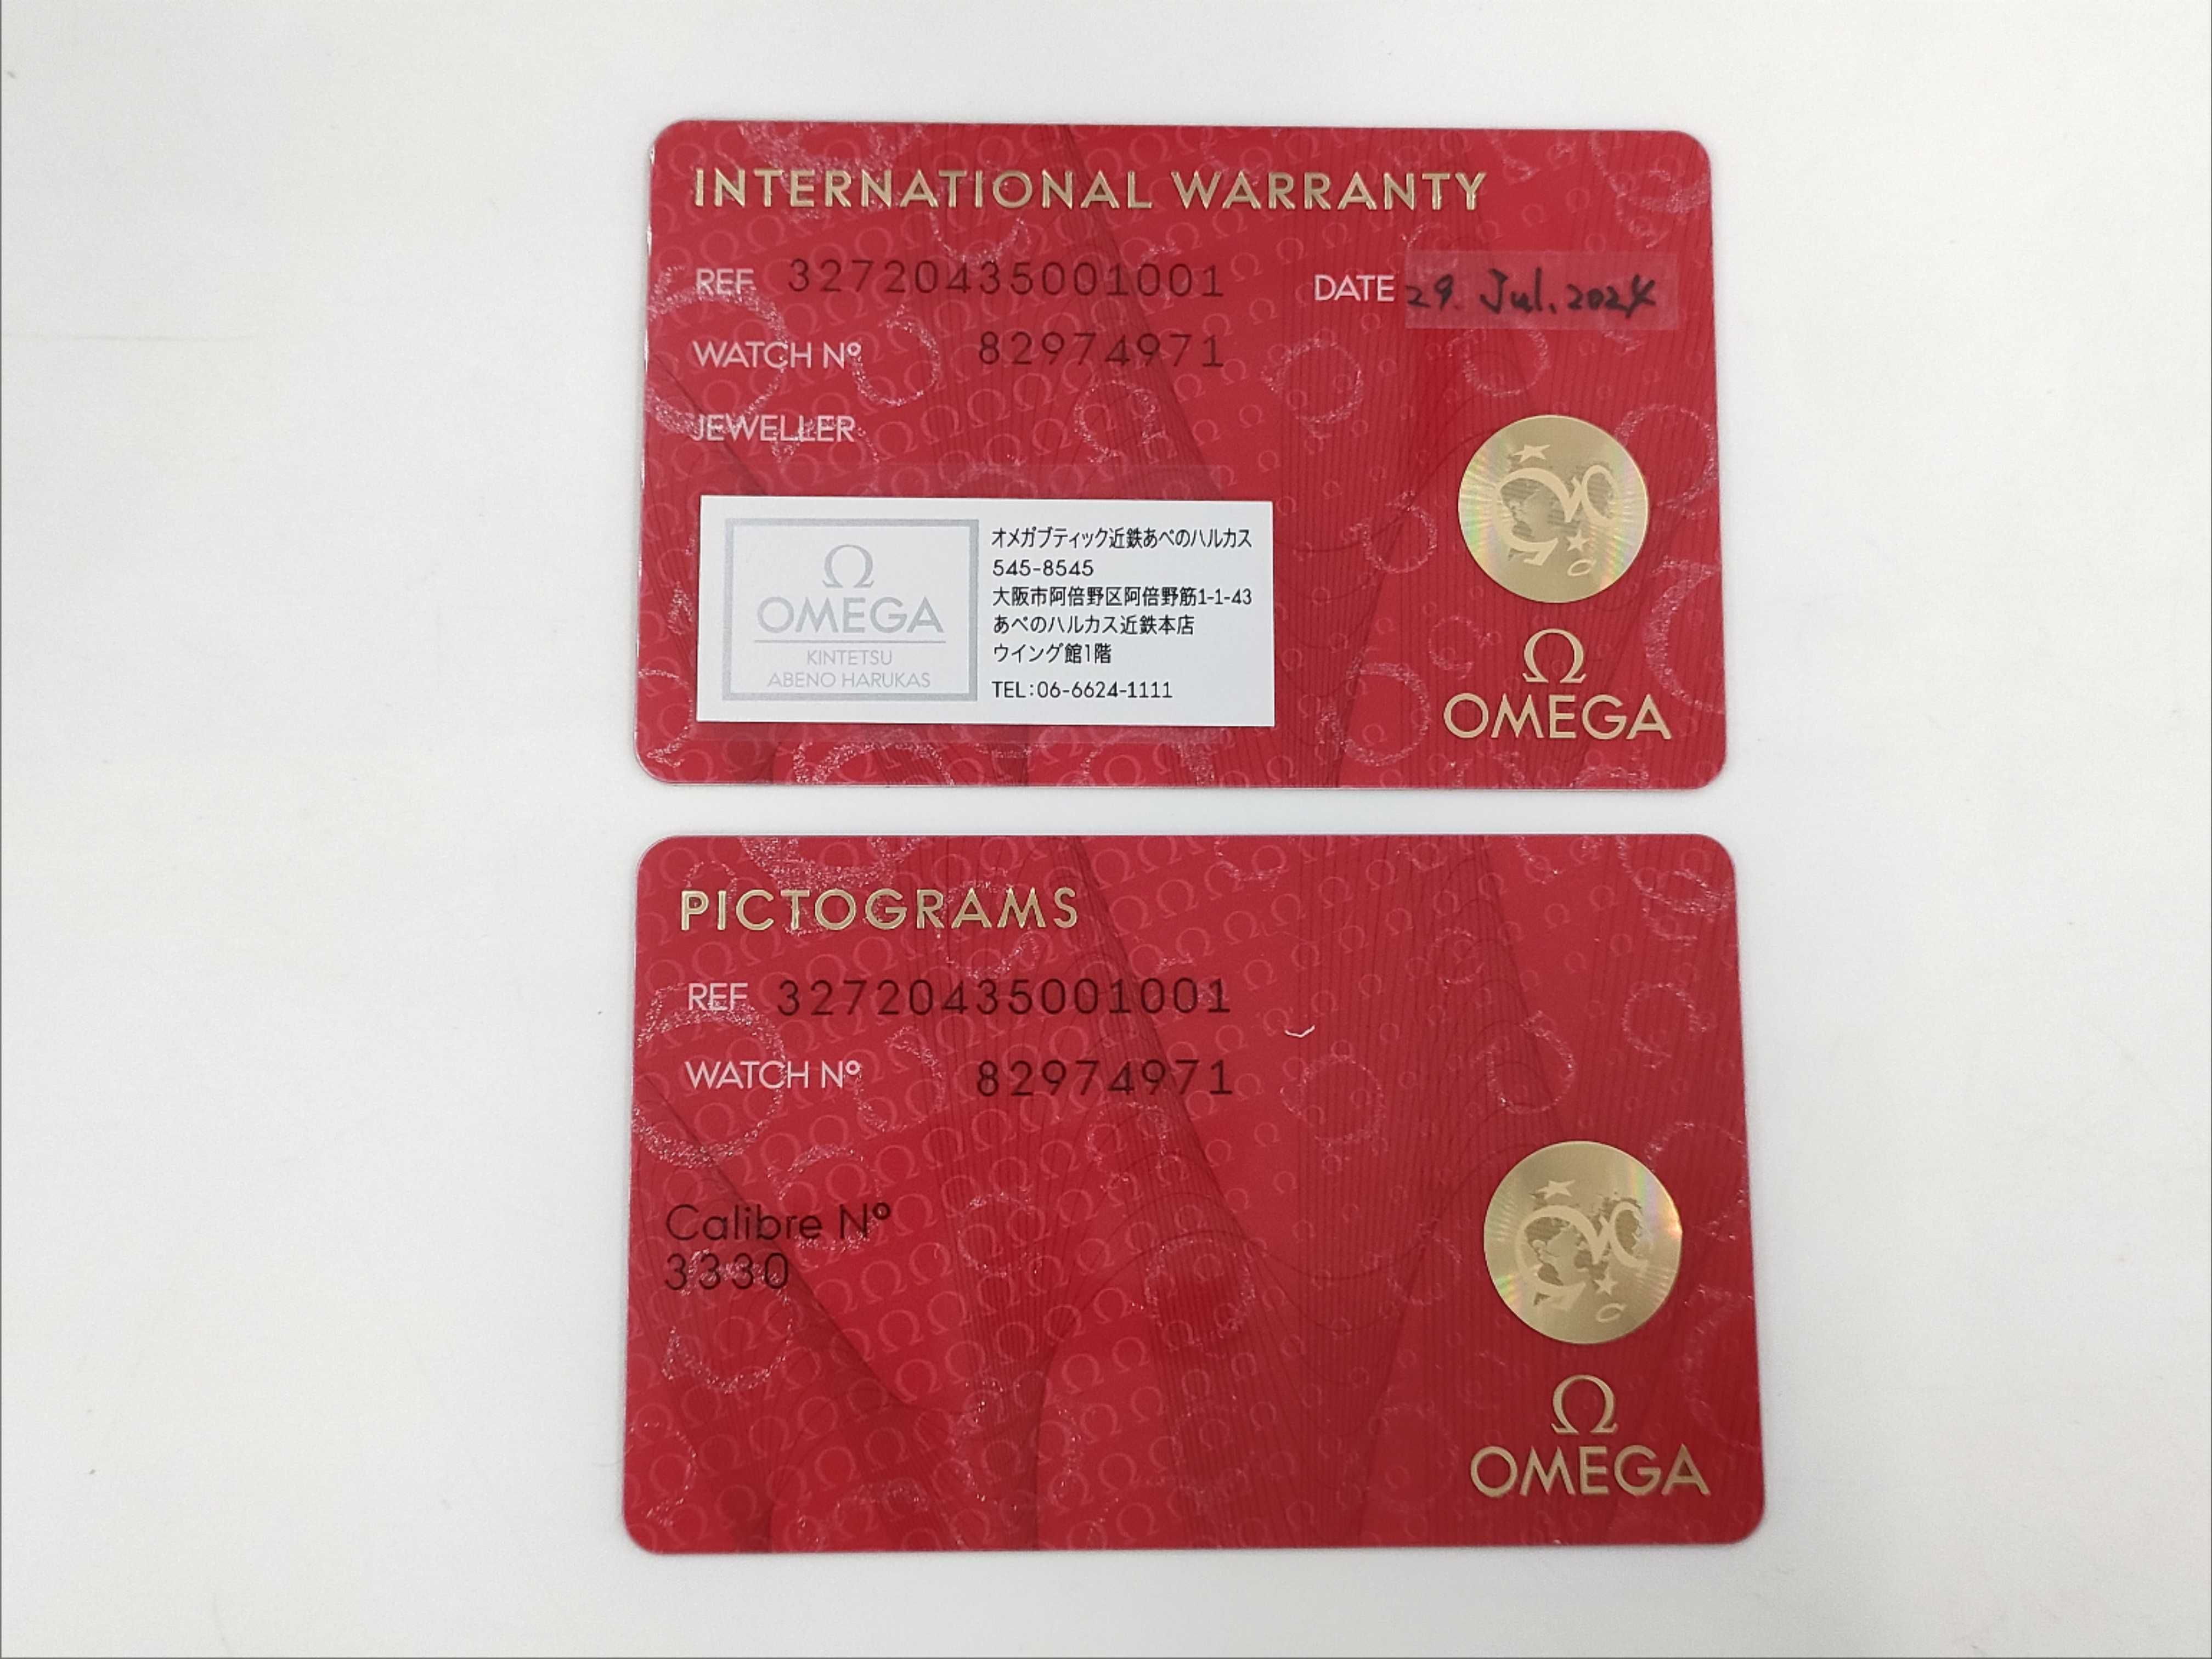 INTERNATIONAL WARRANTY
REF 32720435001001
DATE 29. Jul. 2024
WATCH Nº 82974971
JEWELLER
Ω
OMEGA
KINTETSU
ABENO HARUKAS
オメガブティック近鉄あべのハルカス
545-8545
大阪市阿倍野区阿倍野筋1-1-43
あべのハルカス近鉄本店
ウイング館1階
TEL:06-6624-1111
Ω
OMEGA
PICTOGRAMS
REF 32720435001001
WATCH Nº 82974971
Calibre Nº
3330
Ω
OMEGA